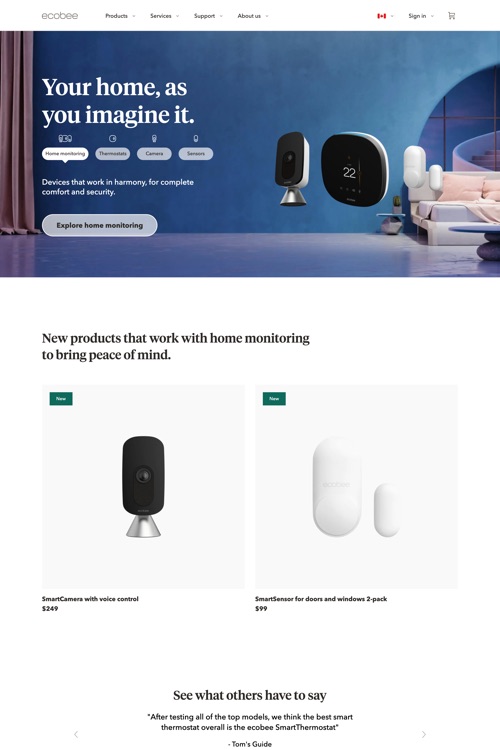 ecobee
Products
Services
Support
About us
Sign in
Your home, as
you imagine it.
Home monitoring
Thermostats
Camera
Sensors
Devices that work in harmony, for complete
comfort and security.
Explore home monitoring
22
New products that work with home monitoring
to bring peace of mind.
New
New
ecobee
SmartCamera with voice control
$249
SmartSensor for doors and windows 2-pack
$99
See what others have to say
"After testing all of the top models, we think the best smart
thermostat overall is the ecobee SmartThermostat"
- Tom's Guide